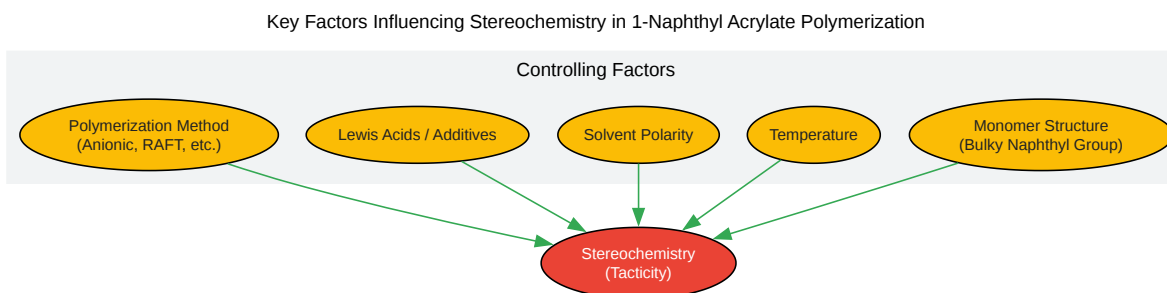 Key Factors Influencing Stereochemistry in 1-Naphthyl Acrylate Polymerization
Controlling Factors
Polymerization Method
(Anionic, RAFT, etc.)
Lewis Acids / Additives
Solvent Polarity
Temperature
Monomer Structure
(Bulky Naphthyl Group)
Stereochemistry
(Tacticity)